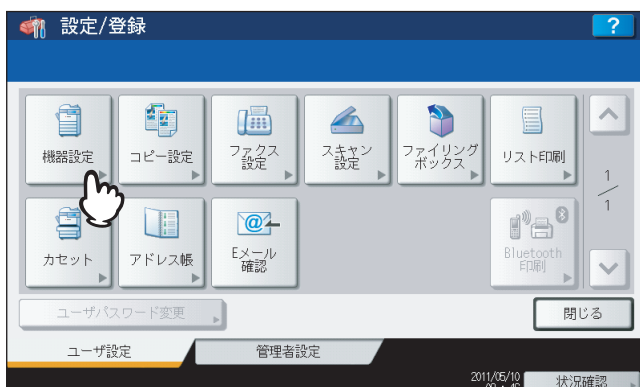 設定/登録
?
機器設定
コピー設定
ファクス
設定
スキャン
設定
ファイリング
ボックス
リスト印刷
1
1
カセット
アドレス帳
@
Eメール
確認
Bluetooth
印刷
ユーザパスワード変更
閉じる
ユーザ設定
管理者設定
2011/05/10
状況確認